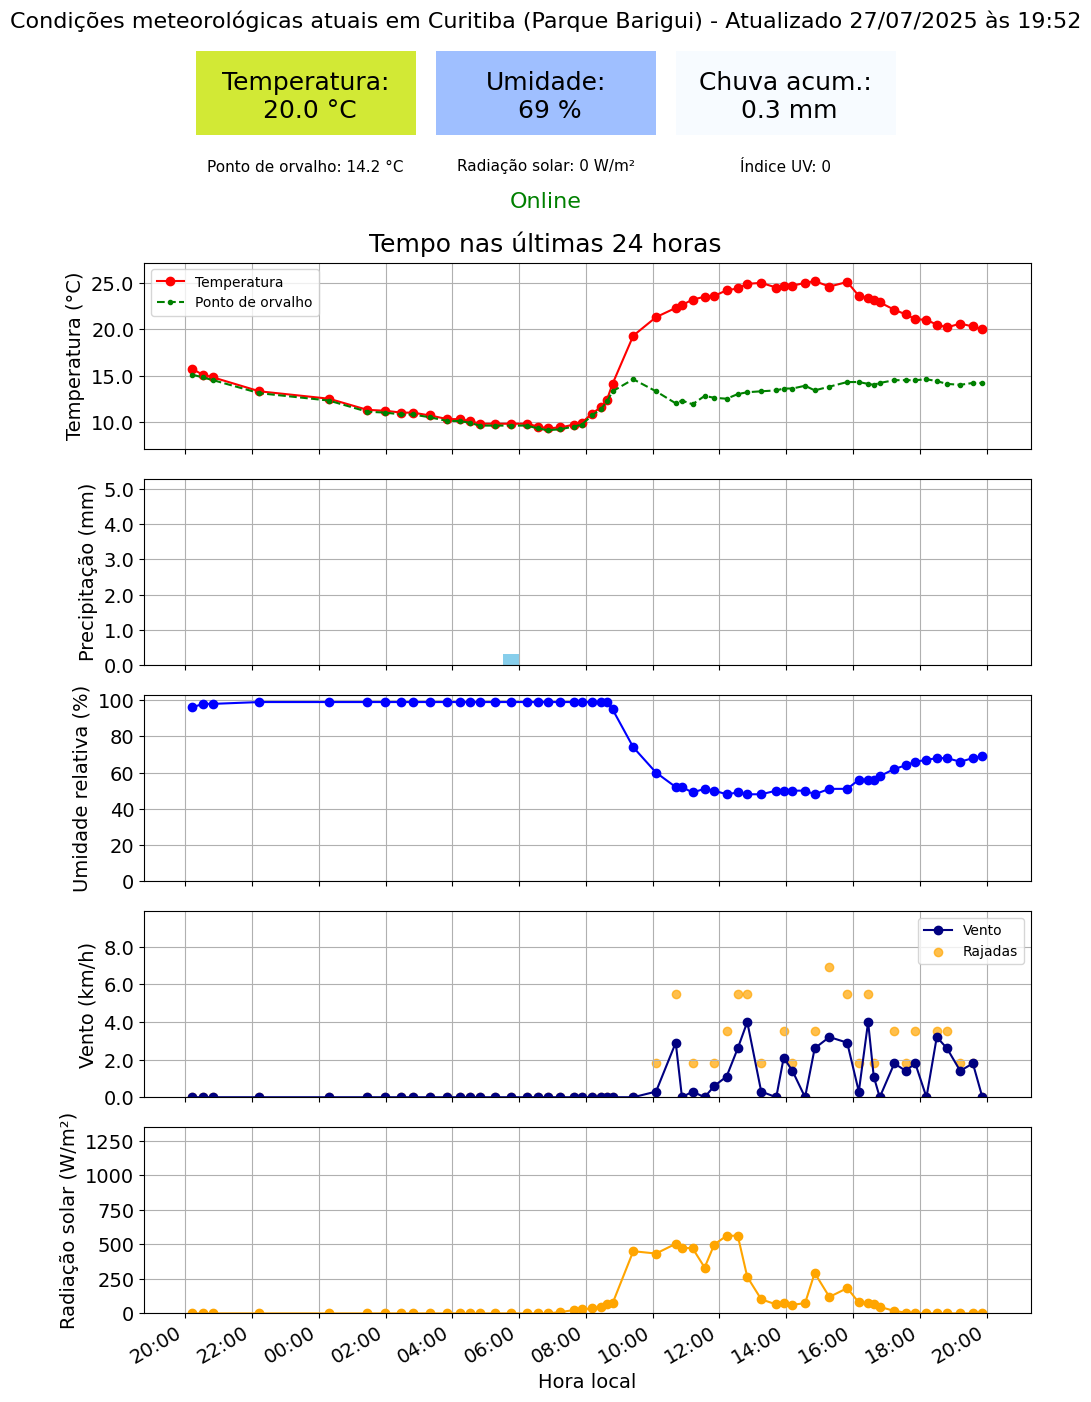 Condições meteorológicas atuais em Curitiba (Parque Barigui) - Atualizado 27/07/2025 às 19:52
Temperatura:
20.0 °C
Umidade:
69 %
Chuva acum.:
0.3 mm
Ponto de orvalho: 14.2 °C
Radiação solar: 0 W/m²
Índice UV: 0
Online
Tempo nas últimas 24 horas
Temperatura (°C)
25.0
20.0
15.0
10.0
Temperatura
Ponto de orvalho
Precipitação (mm)
5.0
4.0
3.0
2.0
1.0
0.0
Umidade relativa (%)
100
80
60
40
20
0
Vento (km/h)
8.0
6.0
4.0
2.0
0.0
Vento
Rajadas
Radiação solar (W/m²)
1250
1000
750
500
250
0
20:00
22:00
00:00
02:00
04:00
06:00
08:00
10:00
12:00
14:00
16:00
18:00
20:00
Hora local